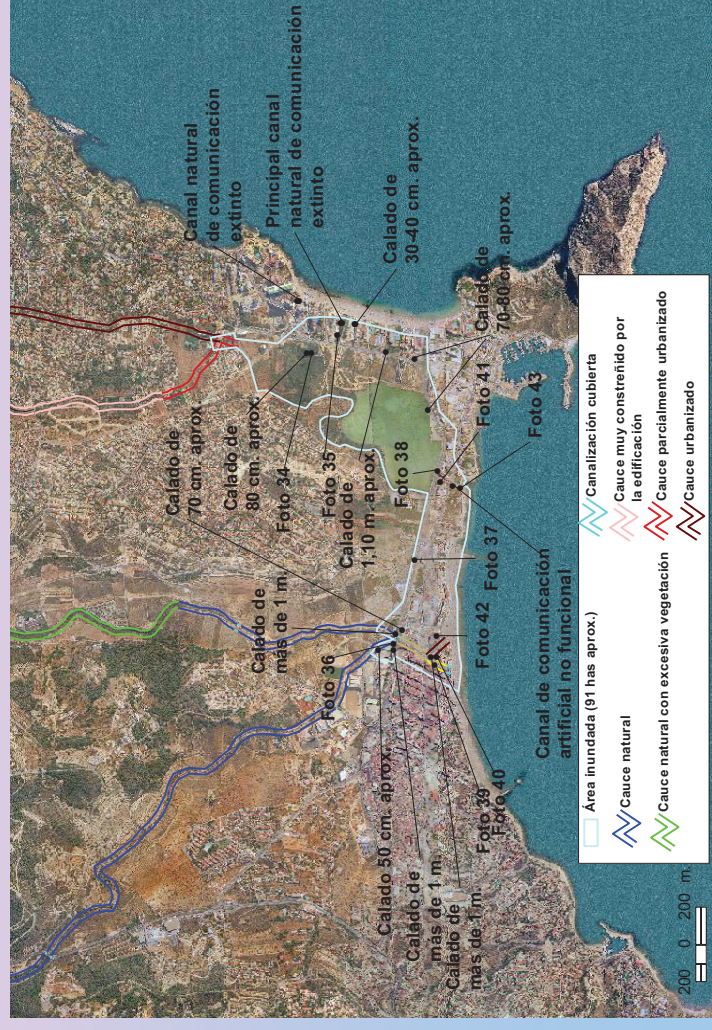 Canal natural
de comunicación
extinto
Principal canal
natural de comunicación
extinto
Calado de
30-40 cm. aprox.
Calado de
70-80 cm. aprox.
Calado de
70 cm. aprox
Calado de
80 cm. aprox.
Foto 34
Foto 35
Calado de
1,10 m. aprox.
Foto 38
Foto 41
Foto 43
Foto 37
Calado de
más de 1 m.
Foto 36
Foto 42
Canal de comunicación
artificial no funcional
Calado 50 cm. aprox.
Calado de
más de 1 m.
Calado de
más de 1 m.
Foto 39
Foto 40
Área inundada (91 has aprox.)
Cauce natural
Cauce natural con excesiva vegetación
Canalización cubierta
Cauce muy constreñido por
la edificación
Cauce parcialmente urbanizado
Cauce urbanizado
200 0 200 m.